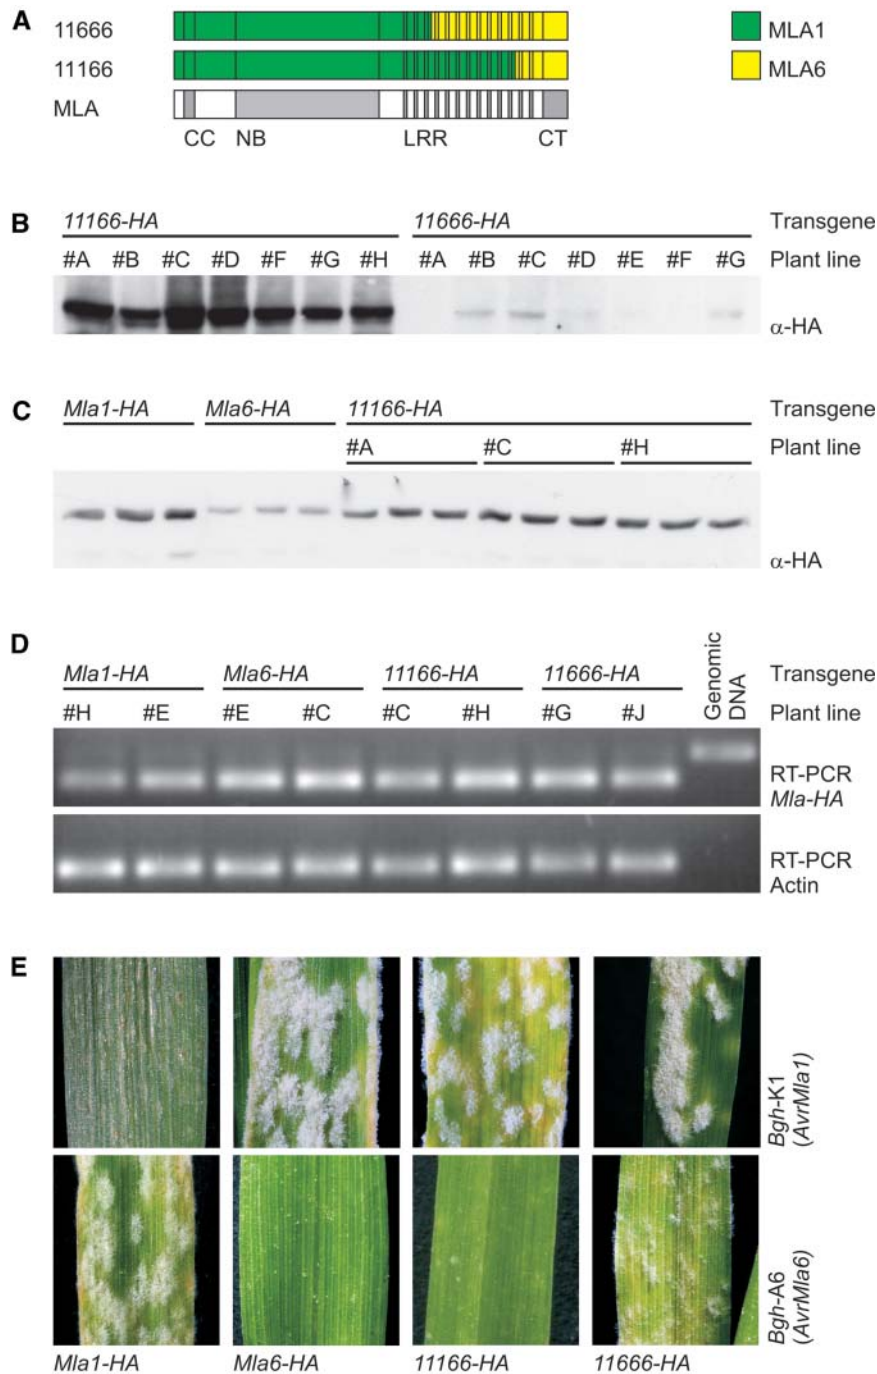 A
11666
MLA1
11166
MLA6
MLA
CC NB LRR CT
B
11166-HA 11666-HA Transgene
#A #B #C #D #F #G #H #A #B #C #D #E #F #G Plant line
α-HA
C
Mla1-HA Mla6-HA 11166-HA Transgene
#A #C #H Plant line
α-HA
D
Mla1-HA Mla6-HA 11166-HA 11666-HA Genomic DNA Transgene
#H #E #E #C #C #H #G #J Plant line
RT-PCR
Mla-HA
RT-PCR
Actin
E
Bgh-K1
(AvrMla1)
Bgh-A6
(AvrMla6)
Mla1-HA Mla6-HA 11166-HA 11666-HA